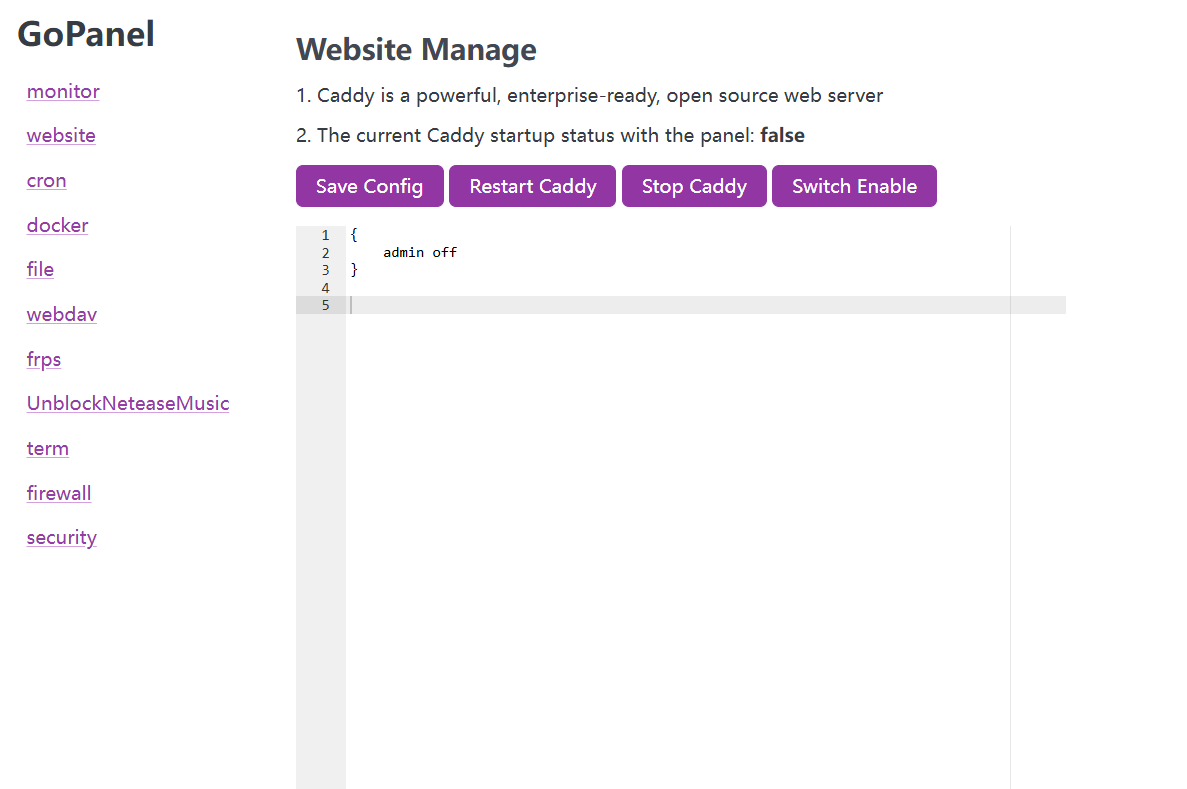 GoPanel
monitor
website
cron
docker
file
webdav
frps
UnblockNeteaseMusic
term
firewall
security
Website Manage
1. Caddy is a powerful, enterprise-ready, open source web server
2. The current Caddy startup status with the panel: false
Save Config Restart Caddy Stop Caddy Switch Enable
1 {
2     admin off
3 }
4
5